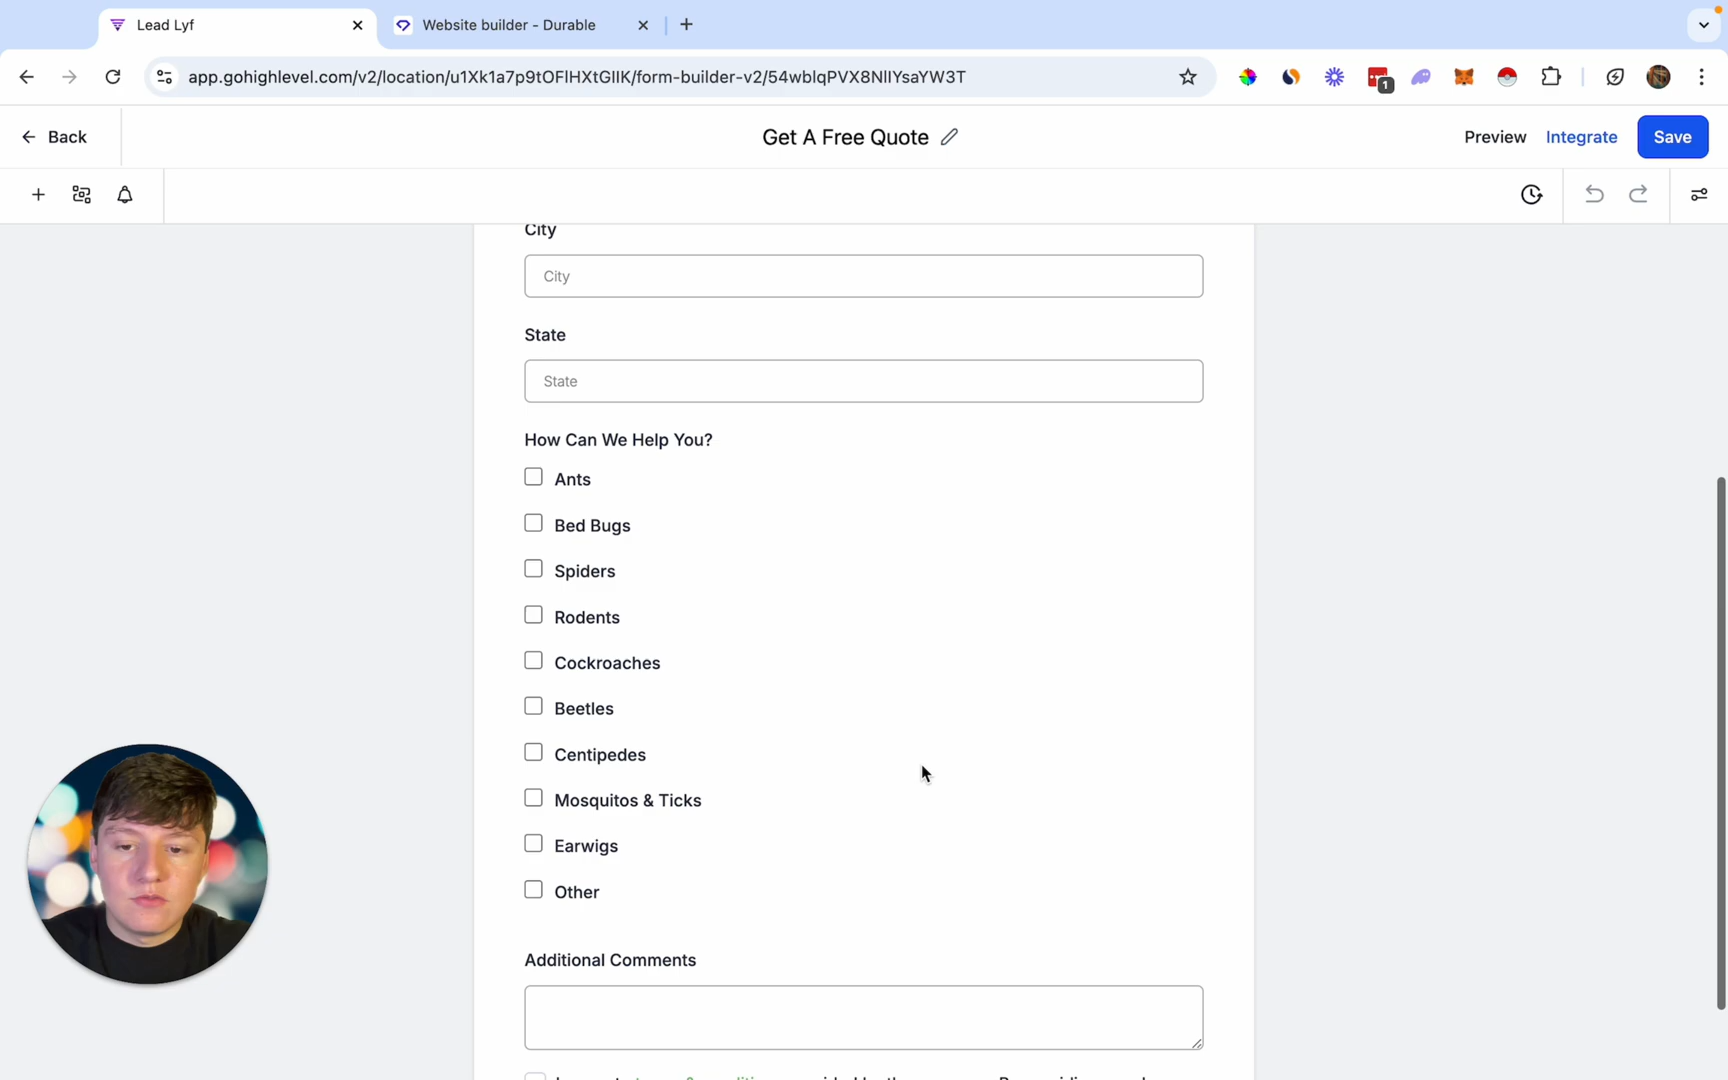 Lead Lyf
Website builder - Durable
app.gohighlevel.com/v2/location/u1Xk1a7p9tOFlHXtGlIK/form-builder-v2/54wblqPVX8NlIYsaYW3T
1
Back
Get A Free Quote
Preview
Integrate
Save
City
City
State
State
How Can We Help You?
Ants
Bed Bugs
Spiders
Rodents
Cockroaches
Beetles
Centipedes
Mosquitos & Ticks
Earwigs
Other
Additional Comments